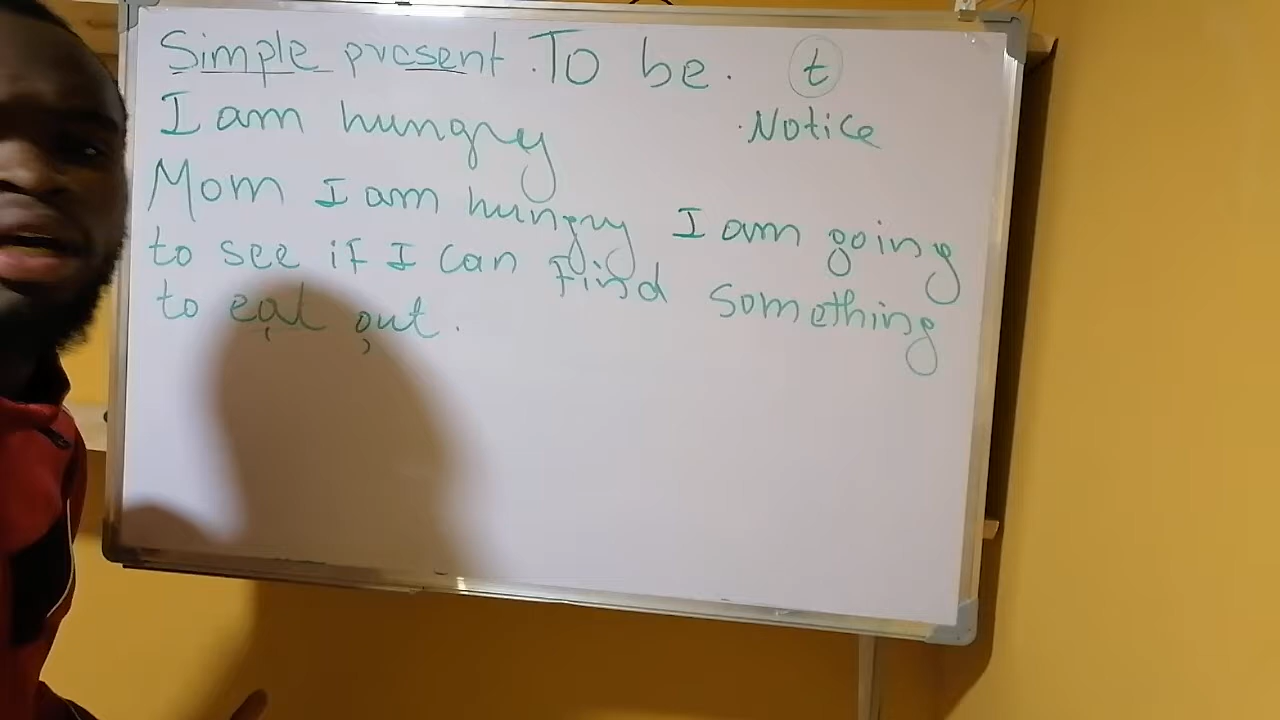 Simple present. To be. t
Notice
I am hungry
Mom I am hungry I am going
to see if I can find something
to eat out.